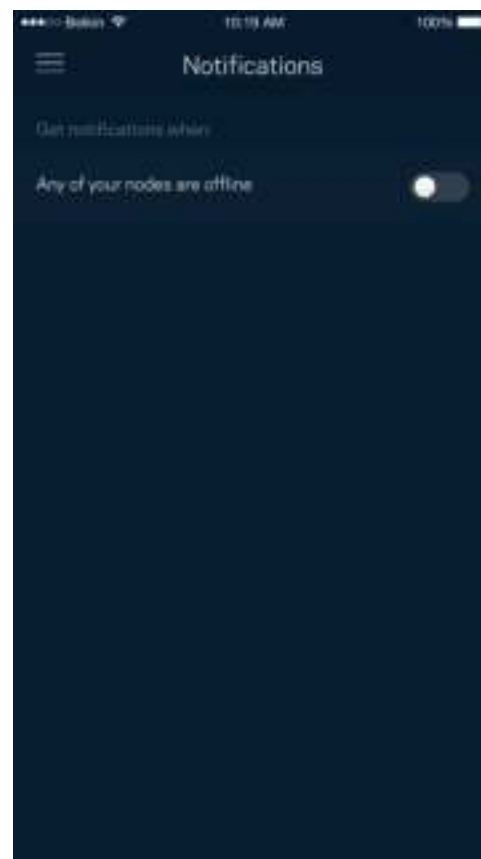 Belkin 10:19 AM 100%
Notifications
Get notifications when:
Any of your nodes are offline